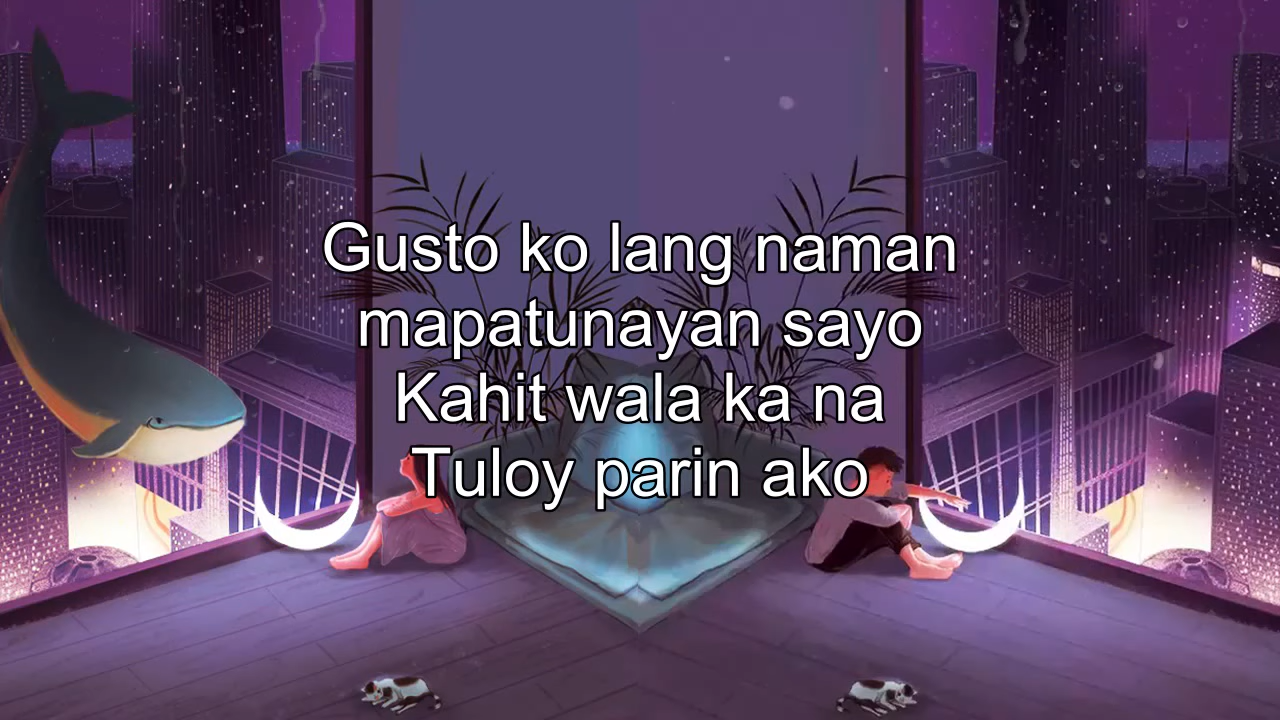 Gusto ko lang naman
mapatunayan sayo
Kahit wala ka na
Tuloy parin ako